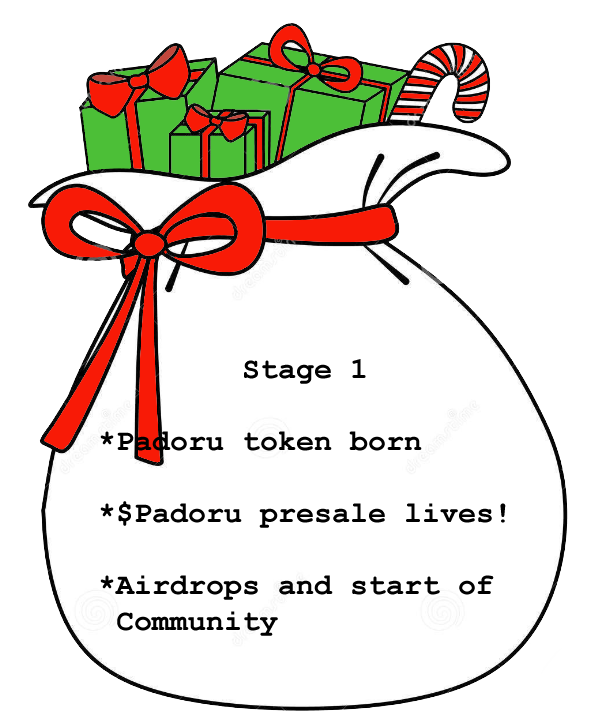 Stage 1
*Padoru token born
*$Padoru presale lives!
*Airdrops and start of
Community